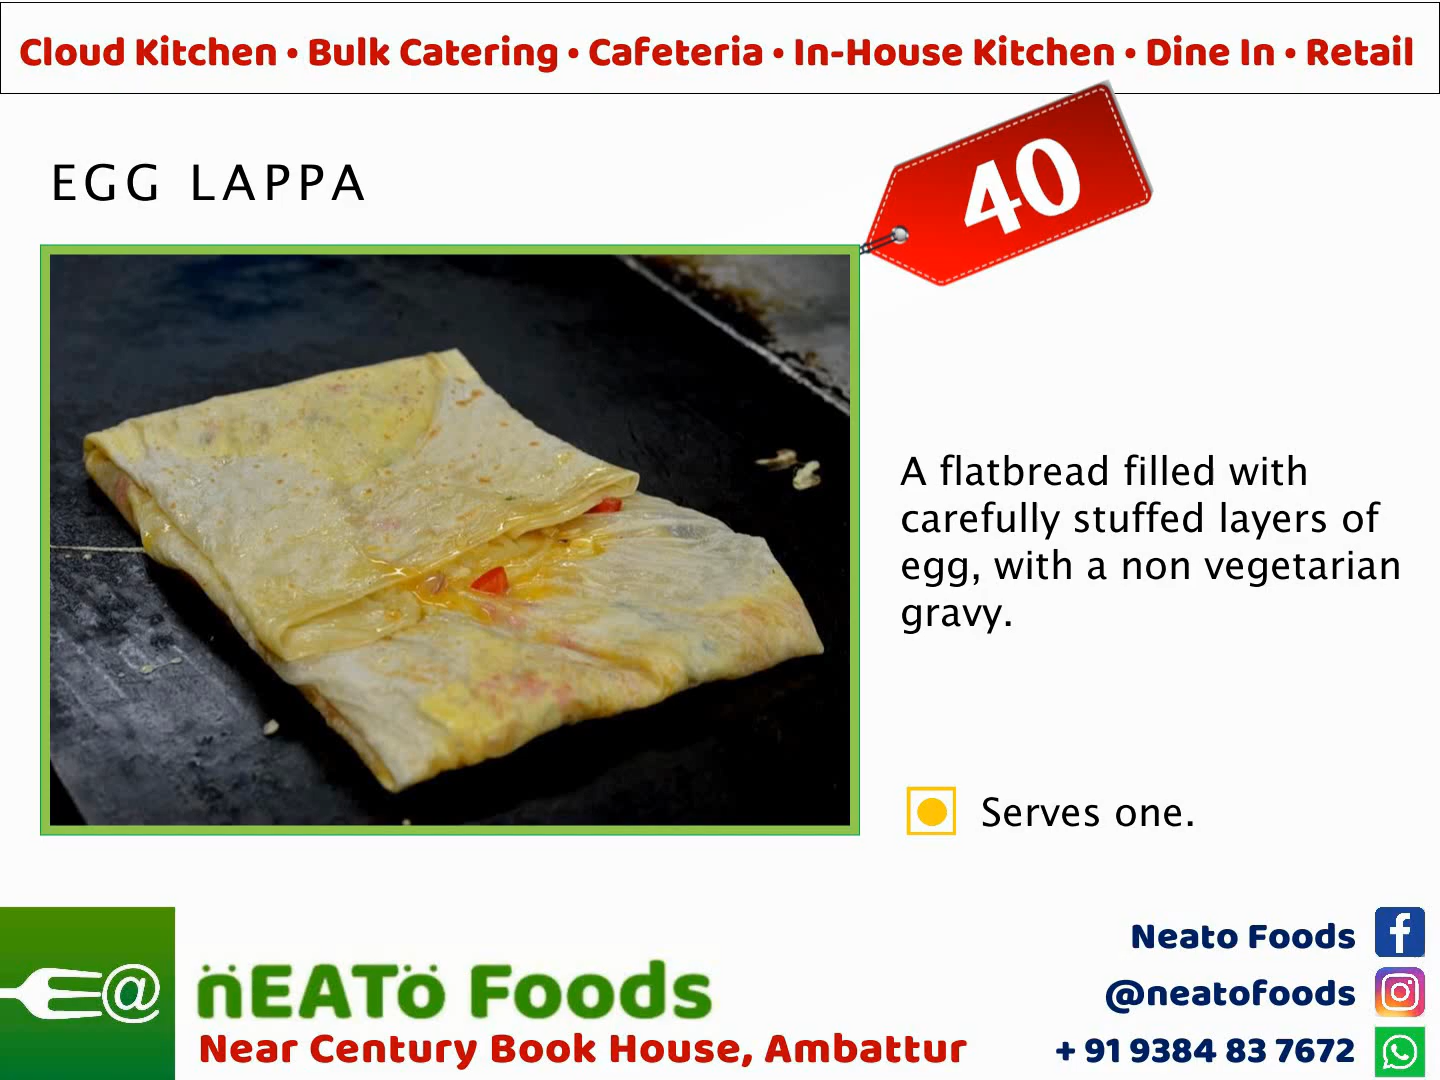 Cloud Kitchen • Bulk Catering • Cafeteria • In-House Kitchen • Dine In • Retail
40
EGG LAPPA
A flatbread filled with
carefully stuffed layers of
egg, with a non vegetarian
gravy.
Serves one.
n̈EATö Foods
Near Century Book House, Ambattur
Neato Foods
@neatofoods
+ 91 9384 83 7672